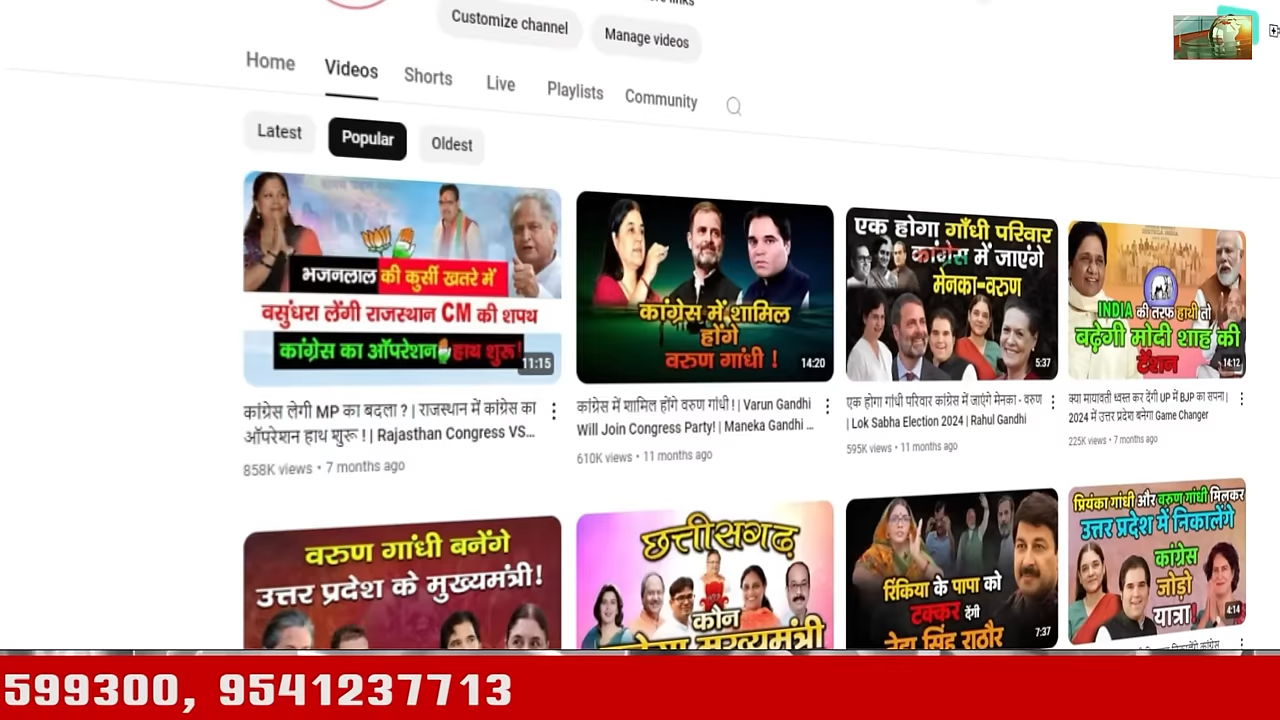 Customize channel
Manage videos
Home
Videos
Shorts
Live
Playlists
Community
Latest
Popular
Oldest
भजनलाल की कुर्सी खतरे में
वसुंधरा लेंगी राजस्थान CM की शपथ
कांग्रेस का ऑपरेशन हाथ शुरू!
11:15
कांग्रेस लेगी MP का बदला ? | राजस्थान में कांग्रेस का
ऑपरेशन हाथ शुरू ! | Rajasthan Congress VS...
858K views • 7 months ago
कांग्रेस में शामिल
होंगे
वरुण गांधी !
14:20
कांग्रेस में शामिल होंगे वरुण गांधी ! | Varun Gandhi
Will Join Congress Party! | Maneka Gandhi ...
610K views • 11 months ago
एक होगा गाँधी परिवार
कांग्रेस में जाएंगे
मेनका-वरुण
5:37
एक होगा गांधी परिवार कांग्रेस में जाएंगे मेनका - वरुण
| Lok Sabha Election 2024 | Rahul Gandhi
595K views • 11 months ago
INDIA की तरफ हाथी तो
बढ़ेगी मोदी शाह की
टेंशन
14:12
क्या मायावती ध्वस्त कर देंगी UP में BJP का सपना |
2024 में उत्तर प्रदेश बनेगा Game Changer
225K views • 7 months ago
वरुण गांधी बनेंगे
उत्तर प्रदेश के मुख्यमंत्री!
छत्तीसगढ़
कौन
मुख्यमंत्री
रिंकिया के पापा को
टक्कर देंगी
नेहा सिंह राठौर
7:37
प्रियंका गांधी और वरुण गांधी मिलकर
उत्तर प्रदेश में निकालेंगे
कांग्रेस
जोड़ो
यात्रा!
4:14
599300, 9541237713